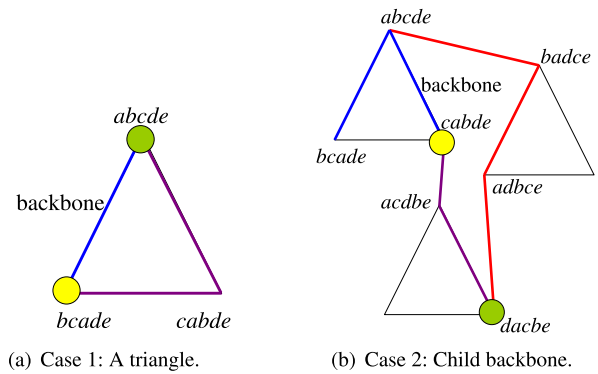 abcde
badce
backbone
cabde
bcade
adbce
acdbe
dacbe
abcde
backbone
bcade
cabde
(a) Case 1: A triangle.
(b) Case 2: Child backbone.